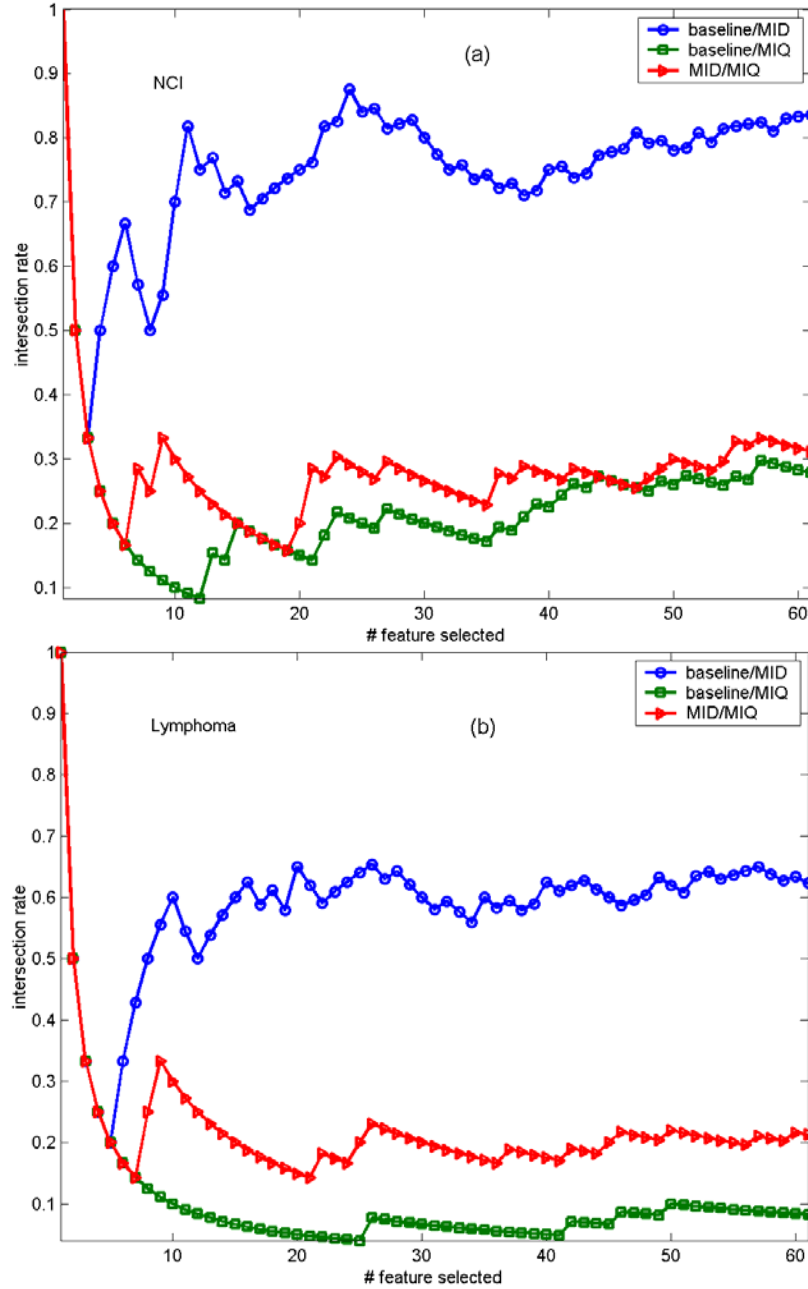 1
0.9
0.8
0.7
0.6
0.5
0.4
0.3
0.2
0.1
intersection rate
NCI
(a)
baseline/MID
baseline/MIQ
MID/MIQ
10
20
30
40
50
60
# feature selected
1
0.9
0.8
0.7
0.6
0.5
0.4
0.3
0.2
0.1
intersection rate
Lymphoma
(b)
baseline/MID
baseline/MIQ
MID/MIQ
10
20
30
40
50
60
# feature selected